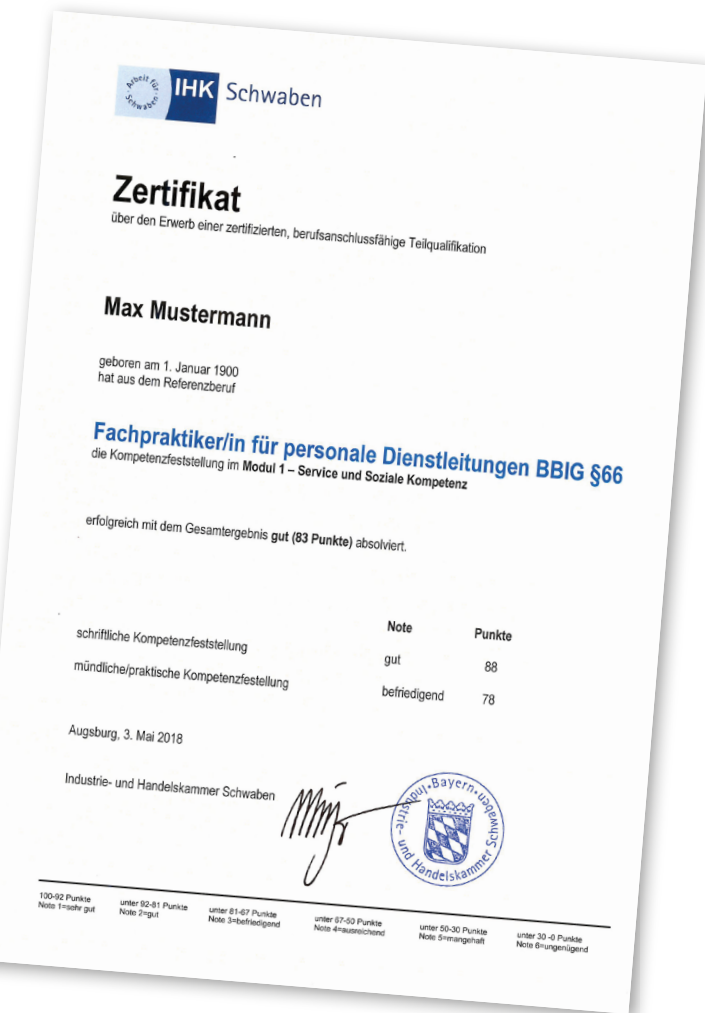 Arbeit für Schwaben
IHK Schwaben
Zertifikat
über den Erwerb einer zertifizierten, berufsanschlussfähige Teilqualifikation
Max Mustermann
geboren am 1. Januar 1900
hat aus dem Referenzberuf
Fachpraktiker/in für personale Dienstleitungen BBIG §66
die Kompetenzfeststellung im Modul 1 – Service und Soziale Kompetenz
erfolgreich mit dem Gesamtergebnis gut (83 Punkte) absolviert.
Note Punkte
schriftliche Kompetenzfeststellung gut 88
mündliche/praktische Kompetenzfestellung befriedigend 78
Augsburg, 3. Mai 2018
Industrie- und Handelskammer Schwaben
Bayern
Industrie- und Handelskammer Schwaben
100-92 Punkte unter 92-81 Punkte unter 81-67 Punkte unter 67-50 Punkte unter 50-30 Punkte unter 30 -0 Punkte
Note 1=sehr gut Note 2=gut Note 3=befriedigend Note 4=ausreichend Note 5=mangehaft Note 6=ungenügend